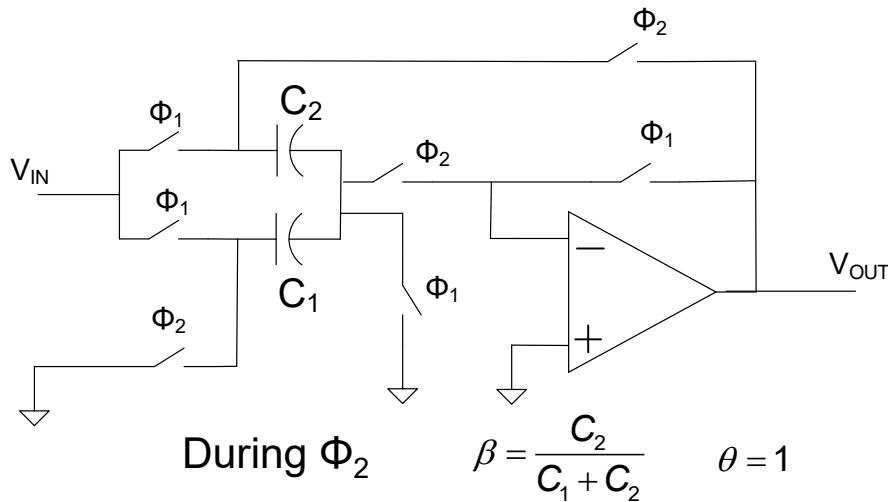 Φ2
C2
Φ1
Φ1
Φ2
VIN
Φ1
C1
Φ1
VOUT
Φ2
−
+
During Φ2
β = C2 / (C1 + C2)
θ = 1